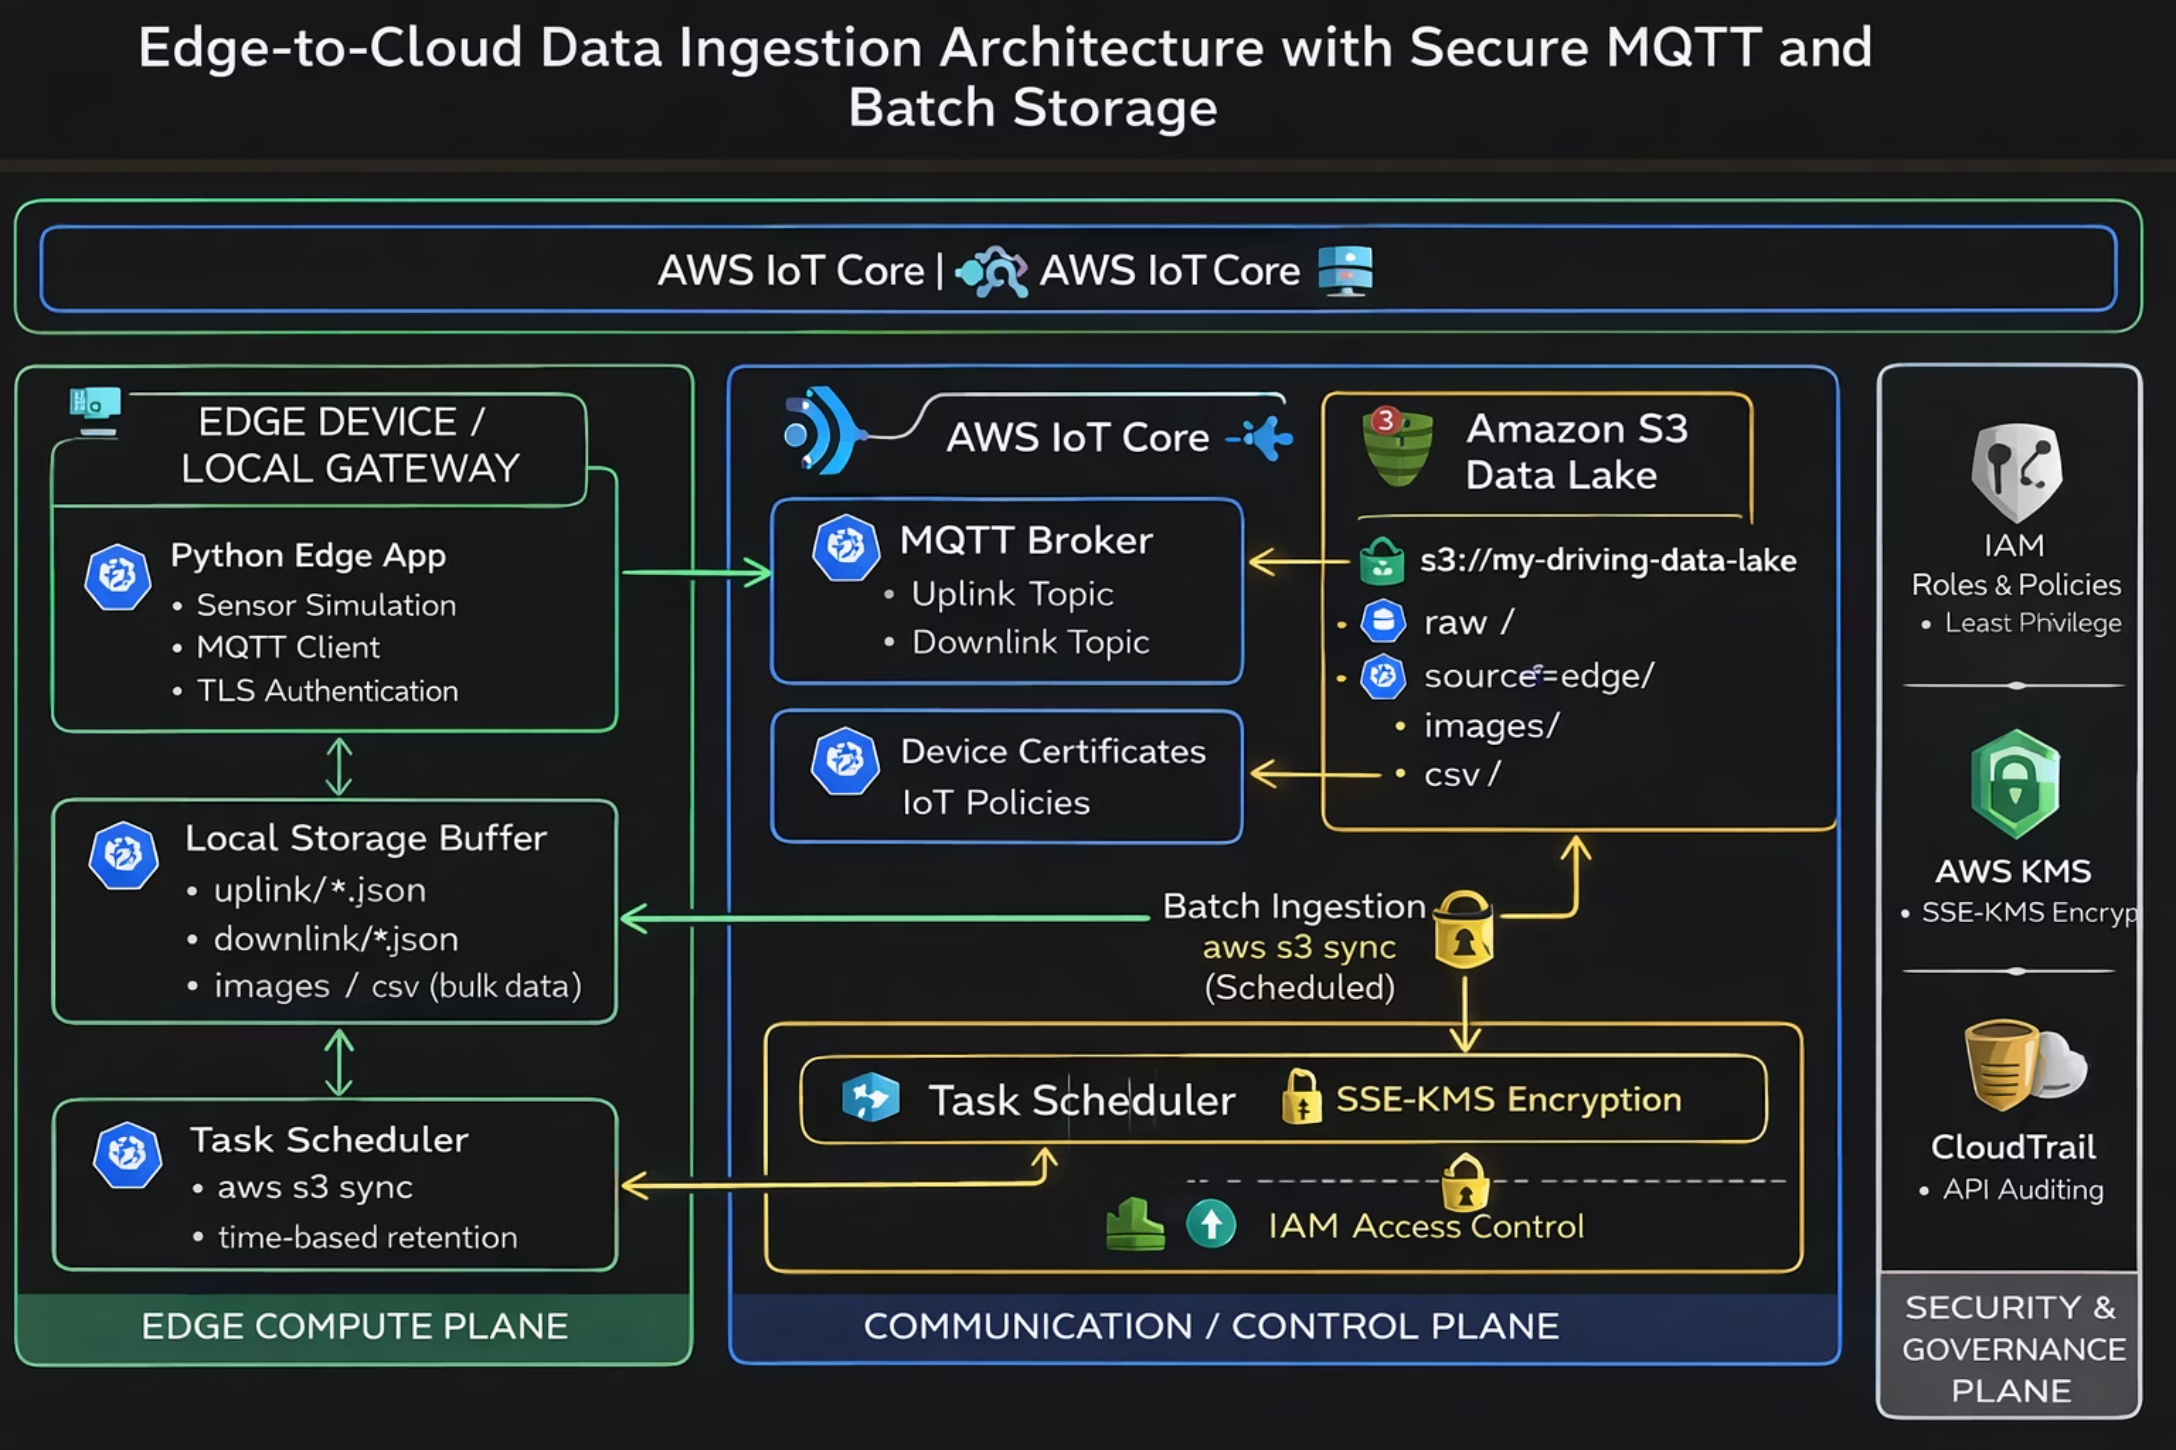 Edge-to-Cloud Data Ingestion Architecture with Secure MQTT and
Batch Storage
AWS IoT Core | AWS IoT Core
EDGE DEVICE /
LOCAL GATEWAY
Python Edge App
• Sensor Simulation
• MQTT Client
• TLS Authentication
Local Storage Buffer
• uplink/*.json
• downlink/*.json
• images / csv (bulk data)
Task Scheduler
• aws s3 sync
• time-based retention
EDGE COMPUTE PLANE
AWS IoT Core
MQTT Broker
• Uplink Topic
• Downlink Topic
Device Certificates
IoT Policies
3
Amazon S3
Data Lake
s3://my-driving-data-lake
• raw /
• source=edge/
• images/
• csv /
Batch Ingestion
aws s3 sync
(Scheduled)
Task Scheduler
SSE-KMS Encryption
IAM Access Control
COMMUNICATION / CONTROL PLANE
IAM
Roles & Policies
• Least Phivilege
AWS KMS
• SSE-KMS Encryp
CloudTrail
• API Auditing
SECURITY &
GOVERNANCE
PLANE